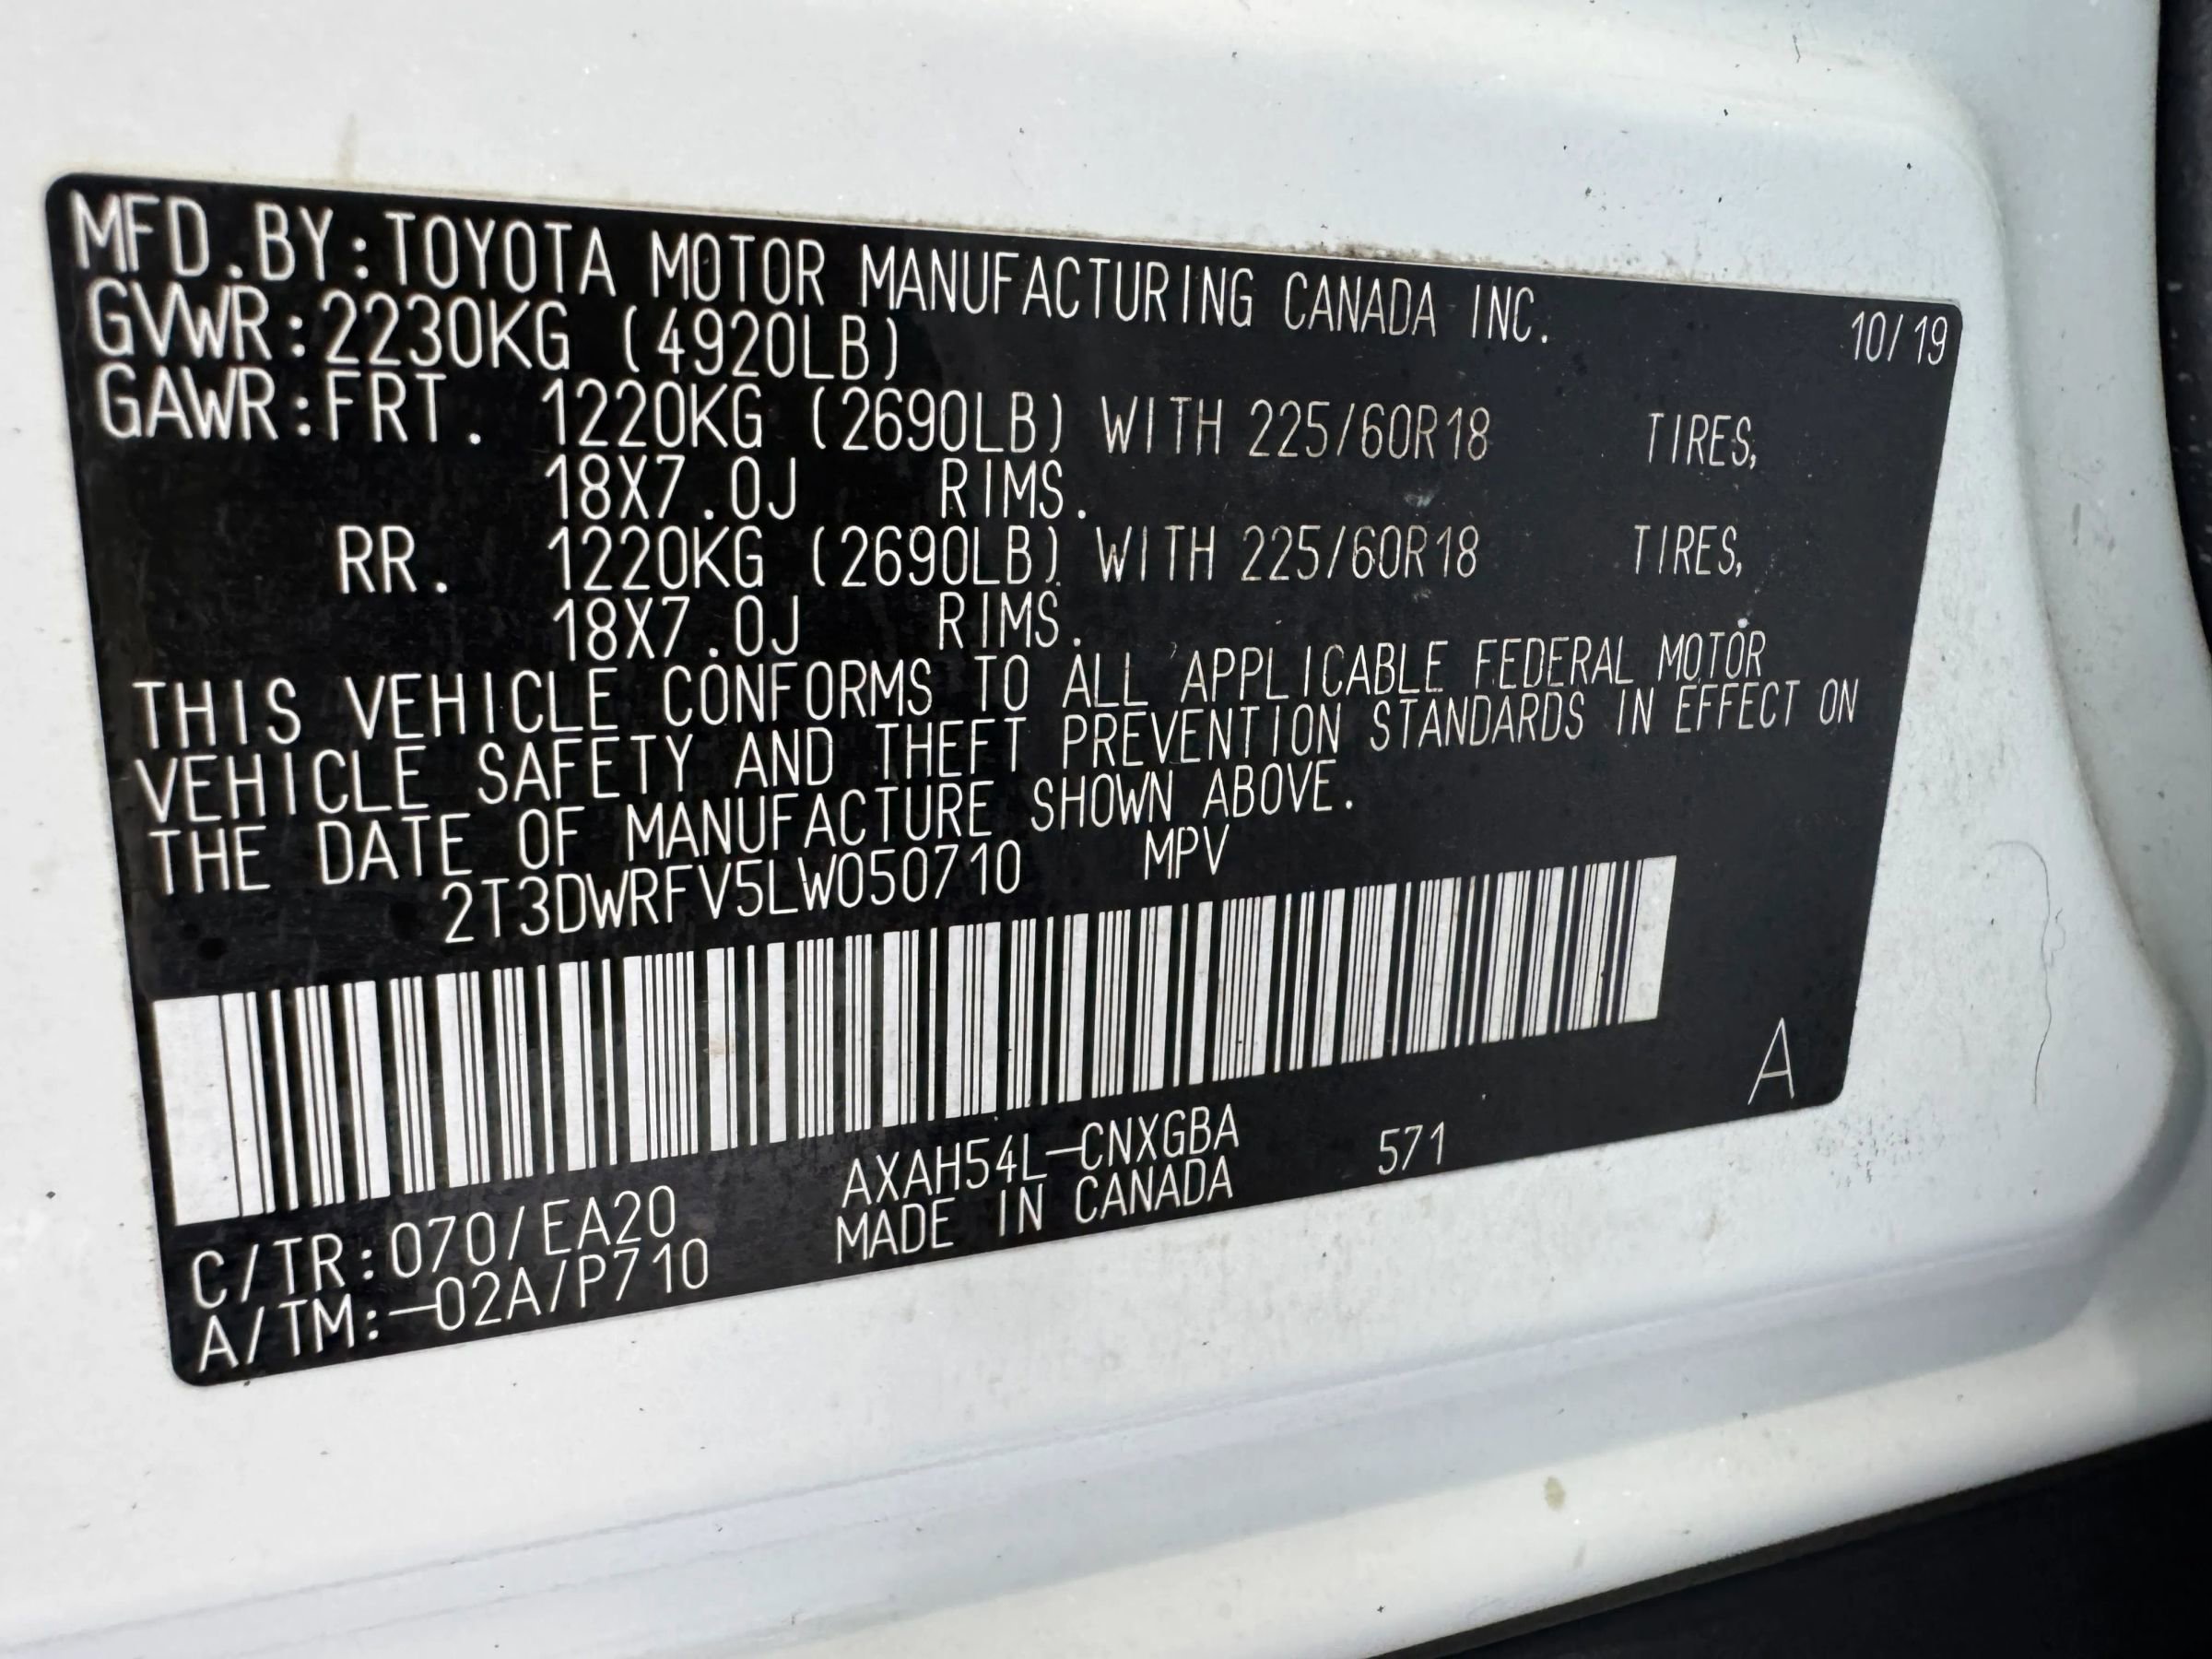 MFD.BY:TOYOTA MOTOR MANUFACTURING CANADA INC. 10/19
GVWR:2230KG (4920LB)
GAWR:FRT. 1220KG (2690LB) WITH 225/60R18 TIRES,
18X7.0J RIMS.
RR. 1220KG (2690LB) WITH 225/60R18 TIRES,
18X7.0J RIMS.
THIS VEHICLE CONFORMS TO ALL APPLICABLE FEDERAL MOTOR
VEHICLE SAFETY AND THEFT PREVENTION STANDARDS IN EFFECT ON
THE DATE OF MANUFACTURE SHOWN ABOVE.
2T3DWRFV5LW050710 MPV
A
C/TR:070/EA20 AXAH54L-CNXGBA 571
A/TM:-02A/P710 MADE IN CANADA